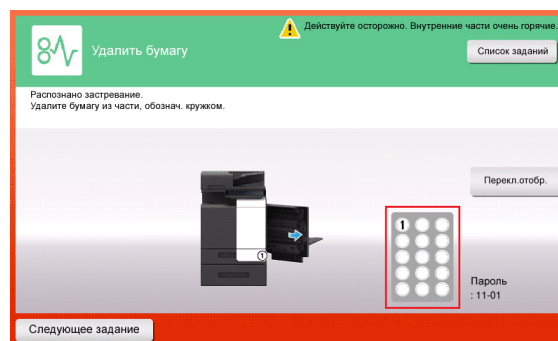 Действуйте осторожно. Внутренние части очень горячие.
Удалить бумагу
Список заданий
Распознано застревание.
Удалите бумагу из части, обознач. кружком.
Перекл.отобр.
1
1
Пароль
: 11-01
Следующее задание